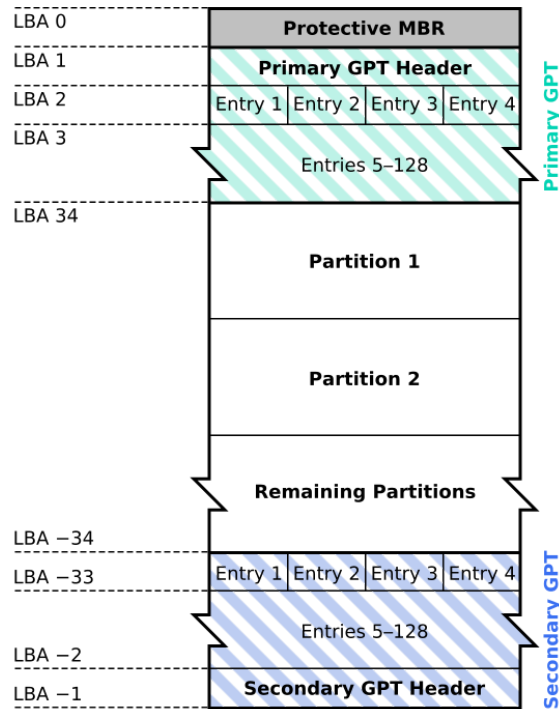 LBA 0
Protective MBR
LBA 1
Primary GPT Header
LBA 2
Entry 1 Entry 2 Entry 3 Entry 4
LBA 3
Entries 5–128
Primary GPT
LBA 34
Partition 1
Partition 2
Remaining Partitions
LBA −34
LBA −33
Entry 1 Entry 2 Entry 3 Entry 4
Entries 5–128
LBA −2
Secondary GPT Header
LBA −1
Secondary GPT